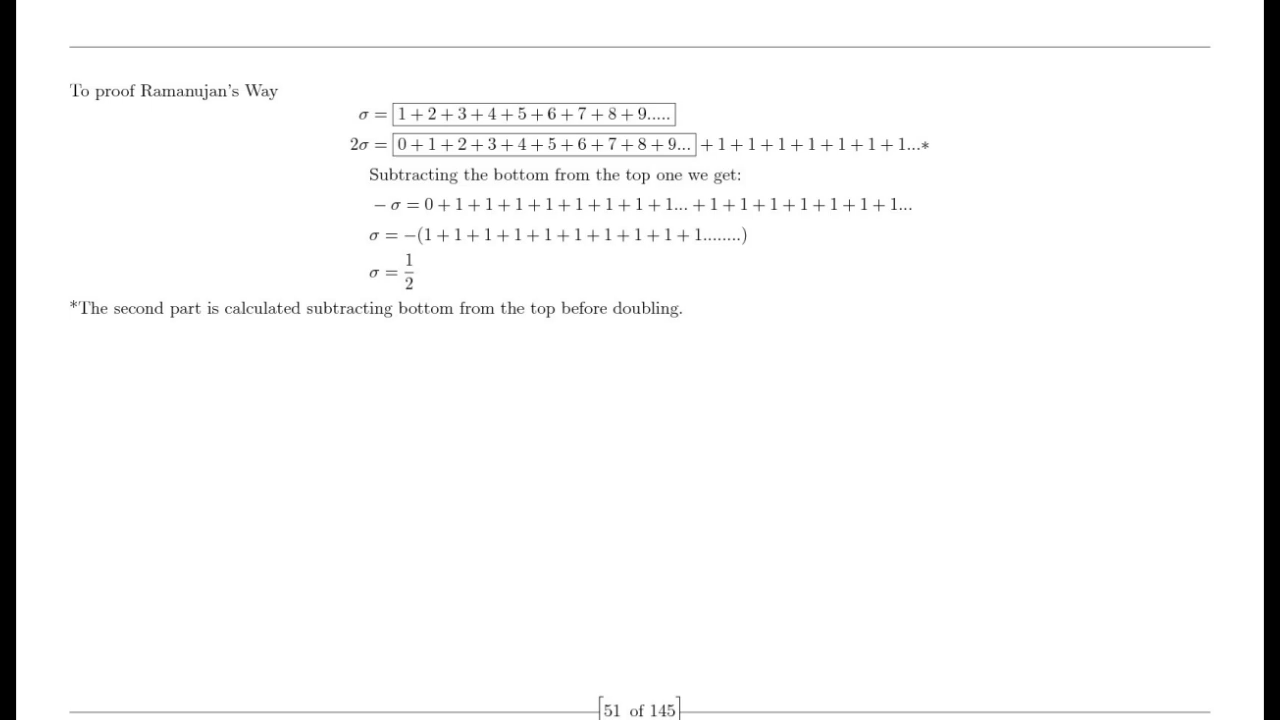 To proof Ramanujan's Way
σ = 1 + 2 + 3 + 4 + 5 + 6 + 7 + 8 + 9.....
2σ = 0 + 1 + 2 + 3 + 4 + 5 + 6 + 7 + 8 + 9... + 1 + 1 + 1 + 1 + 1 + 1 + 1...*
Subtracting the bottom from the top one we get:
− σ = 0 + 1 + 1 + 1 + 1 + 1 + 1 + 1 + 1... + 1 + 1 + 1 + 1 + 1 + 1 + 1...
σ = −(1 + 1 + 1 + 1 + 1 + 1 + 1 + 1 + 1 + 1........)
σ = 1/2
*The second part is calculated subtracting bottom from the top before doubling.
51 of 145